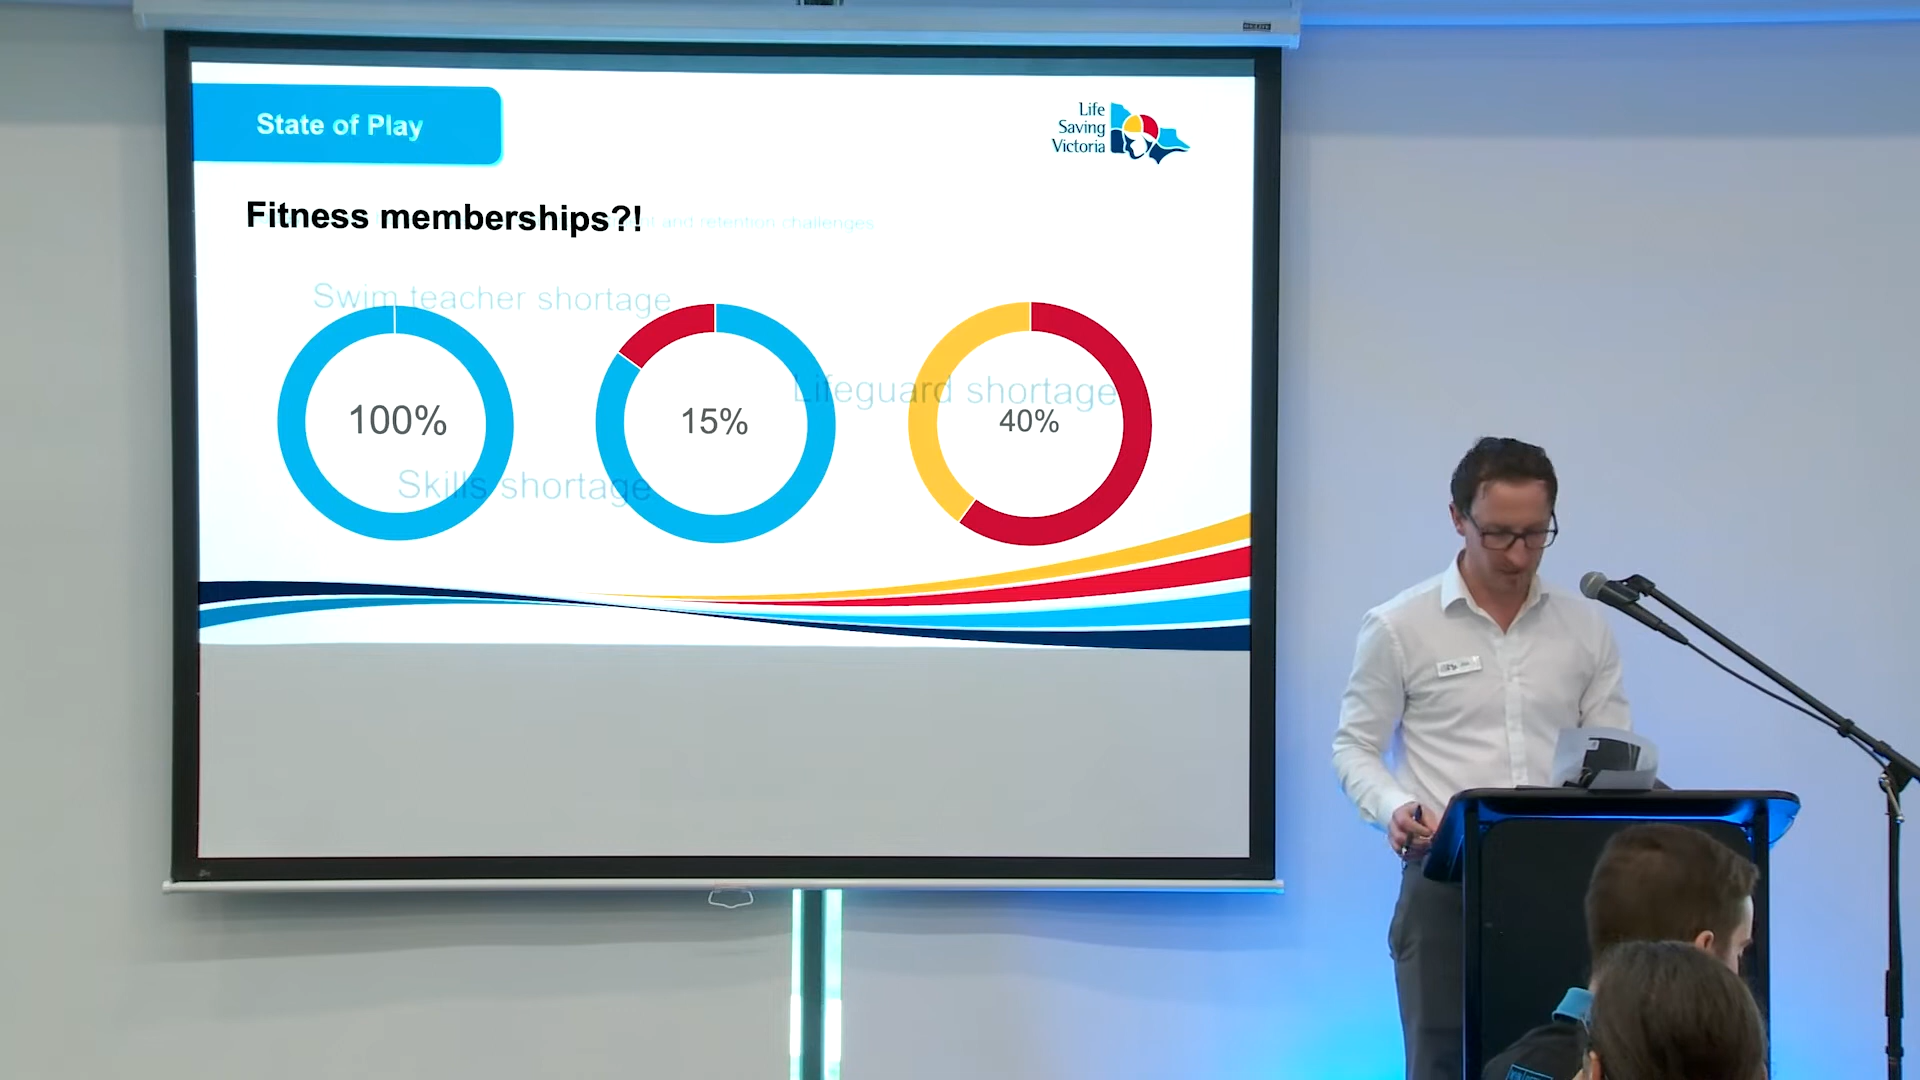 State of Play
Life
Saving
Victoria
Fitness memberships?!
and retention challenges
Swim teacher shortage
Lifeguard shortage
100%
15%
40%
Skills shortage